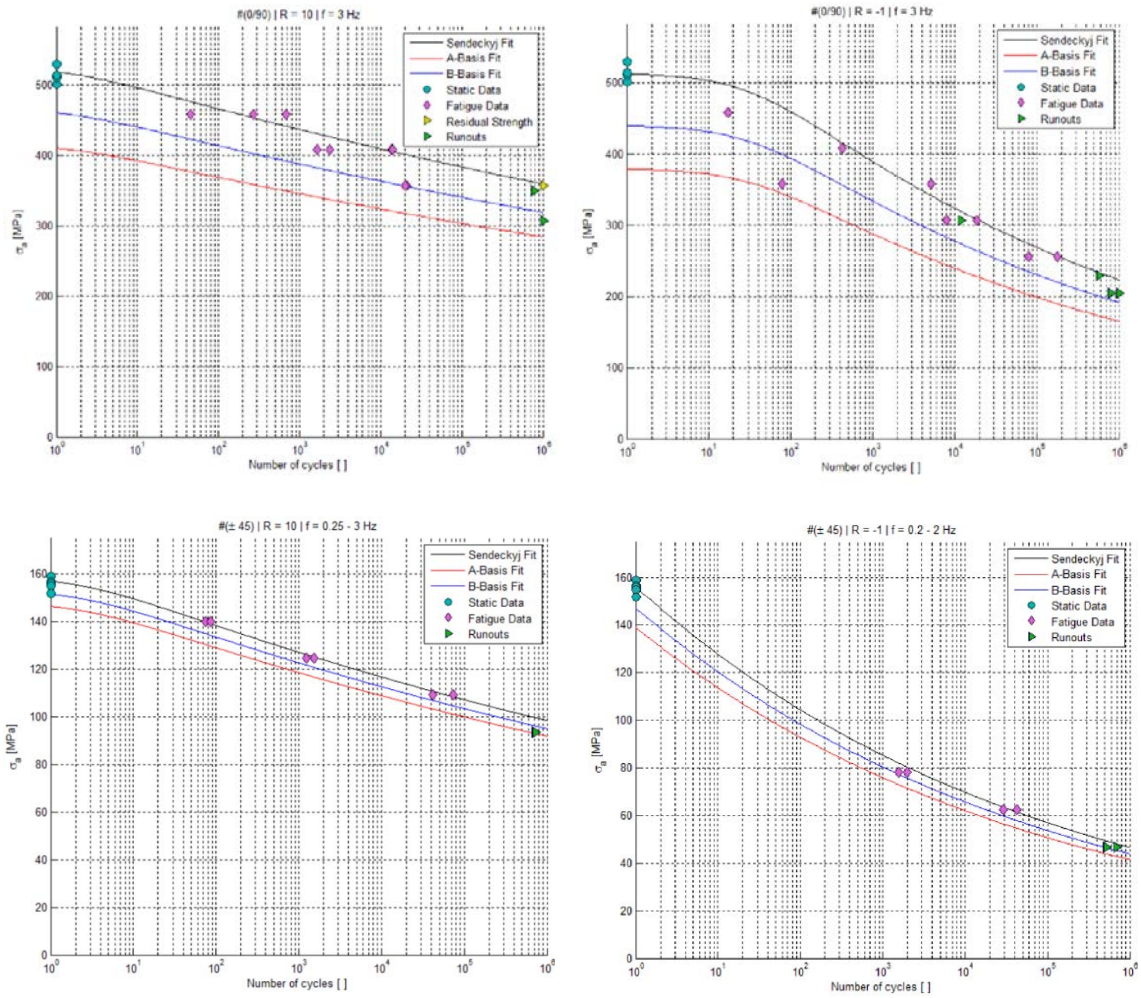 #(0/90) | R = 10 | f = 3 Hz
Sendeckyj Fit
A-Basis Fit
B-Basis Fit
Static Data
Fatigue Data
Residual Strength
Runouts
500
400
300
200
100
0
σa [MPa]
10^0 10^1 10^2 10^3 10^4 10^5 10^6
Number of cycles [ ]
#(0/90) | R = -1 | f = 3 Hz
Sendeckyj Fit
A-Basis Fit
B-Basis Fit
Static Data
Fatigue Data
Runouts
500
400
300
200
100
0
σa [MPa]
10^0 10^1 10^2 10^3 10^4 10^5 10^6
Number of cycles [ ]
#(± 45) | R = 10 | f = 0.25 - 3 Hz
Sendeckyj Fit
A-Basis Fit
B-Basis Fit
Static Data
Fatigue Data
Runouts
160
140
120
100
80
60
40
20
0
σa [MPa]
10^0 10^1 10^2 10^3 10^4 10^5 10^6
Number of cycles [ ]
#(± 45) | R = -1 | f = 0.2 - 2 Hz
Sendeckyj Fit
A-Basis Fit
B-Basis Fit
Static Data
Fatigue Data
Runouts
160
140
120
100
80
60
40
20
0
σa [MPa]
10^0 10^2 10^3 10^4 10^5 10^6
Number of cycles [ ]